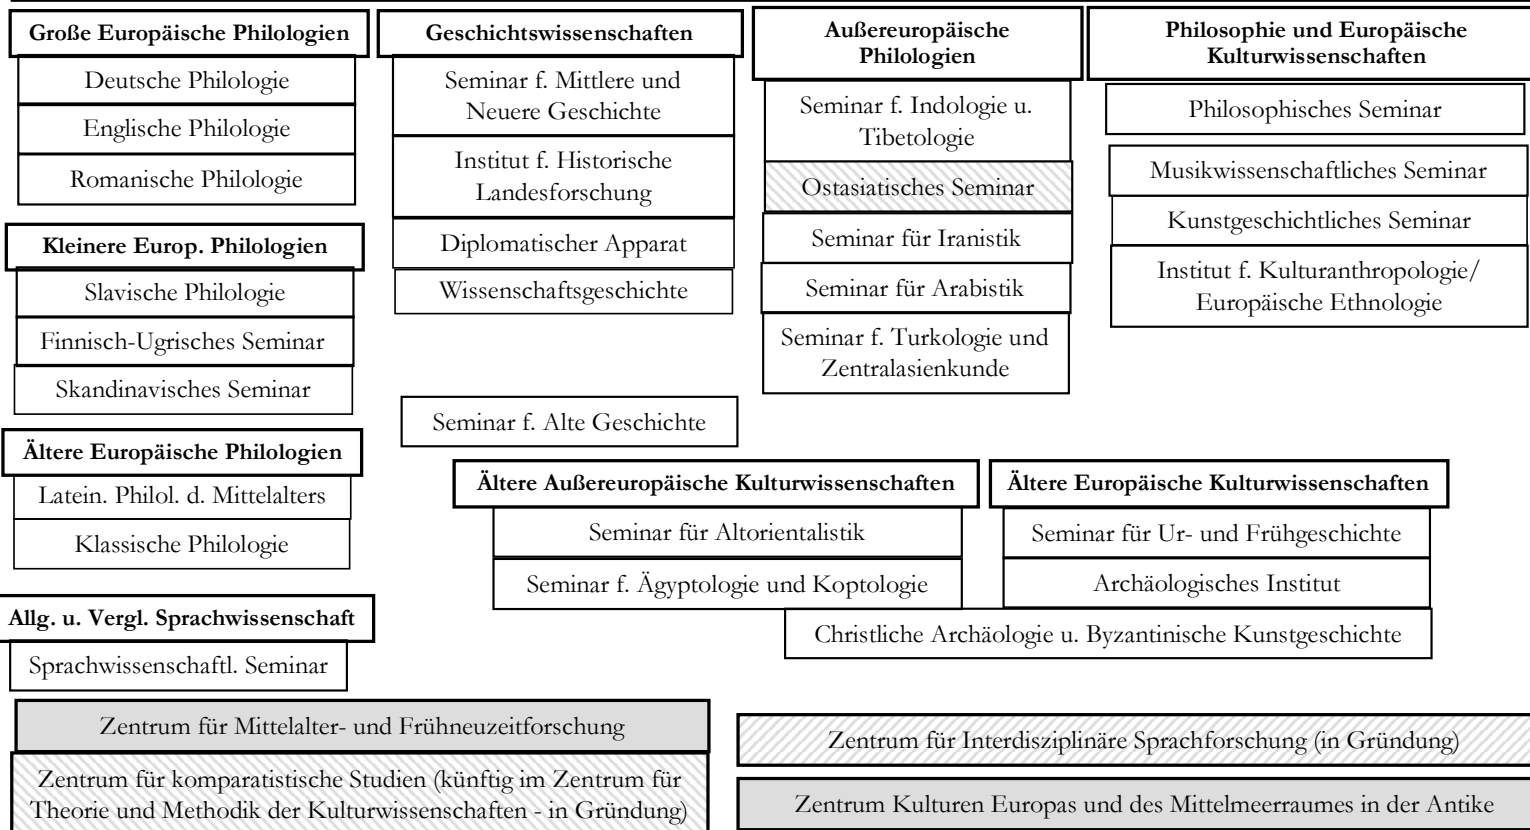 Große Europäische Philologien
Deutsche Philologie
Englische Philologie
Romanische Philologie
Kleinere Europ. Philologien
Slavische Philologie
Finnisch-Ugrisches Seminar
Skandinavisches Seminar
Ältere Europäische Philologien
Latein. Philol. d. Mittelalters
Klassische Philologie
Allg. u. Vergl. Sprachwissenschaft
Sprachwissenschaftl. Seminar
Geschichtswissenschaften
Seminar f. Mittlere und
Neuere Geschichte
Institut f. Historische
Landesforschung
Diplomatischer Apparat
Wissenschaftsgeschichte
Seminar f. Alte Geschichte
Außereuropäische
Philologien
Seminar f. Indologie u.
Tibetologie
Ostasiatisches Seminar
Seminar für Iranistik
Seminar für Arabistik
Seminar f. Turkologie und
Zentralasienkunde
Philosophie und Europäische
Kulturwissenschaften
Philosophisches Seminar
Musikwissenschaftliches Seminar
Kunstgeschichtliches Seminar
Institut f. Kulturanthropologie/
Europäische Ethnologie
Ältere Außereuropäische Kulturwissenschaften
Seminar für Altorientalistik
Seminar f. Ägyptologie und Koptologie
Ältere Europäische Kulturwissenschaften
Seminar für Ur- und Frühgeschichte
Archäologisches Institut
Christliche Archäologie u. Byzantinische Kunstgeschichte
Zentrum für Mittelalter- und Frühneuzeitforschung
Zentrum für komparatistische Studien (künftig im Zentrum für
Theorie und Methodik der Kulturwissenschaften - in Gründung)
Zentrum für Interdisziplinäre Sprachforschung (in Gründung)
Zentrum Kulturen Europas und des Mittelmeerraumes in der Antike